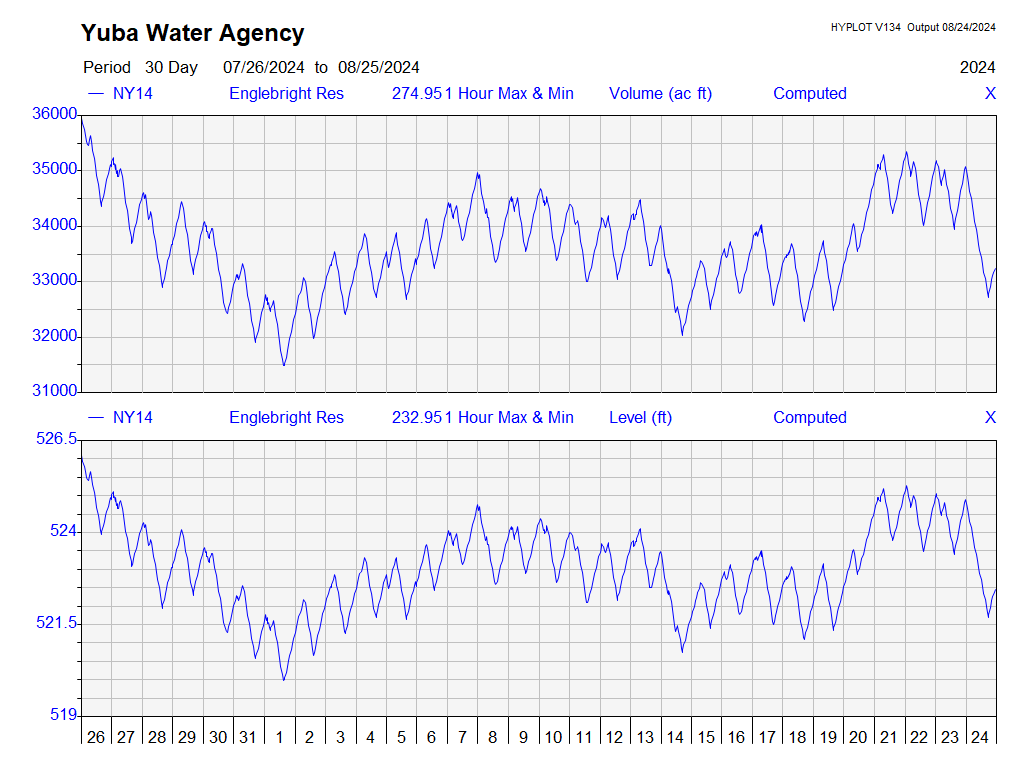 Yuba Water Agency
HYPLOT V134 Output 08/24/2024
Period 30 Day 07/26/2024 to 08/25/2024 2024
NY14 Englebright Res 274.95 1 Hour Max & Min Volume (ac ft) Computed X
36000
35000
34000
33000
32000
31000
NY14 Englebright Res 232.95 1 Hour Max & Min Level (ft) Computed X
526.5
524
521.5
519
26 27 28 29 30 31 1 2 3 4 5 6 7 8 9 10 11 12 13 14 15 16 17 18 19 20 21 22 23 24